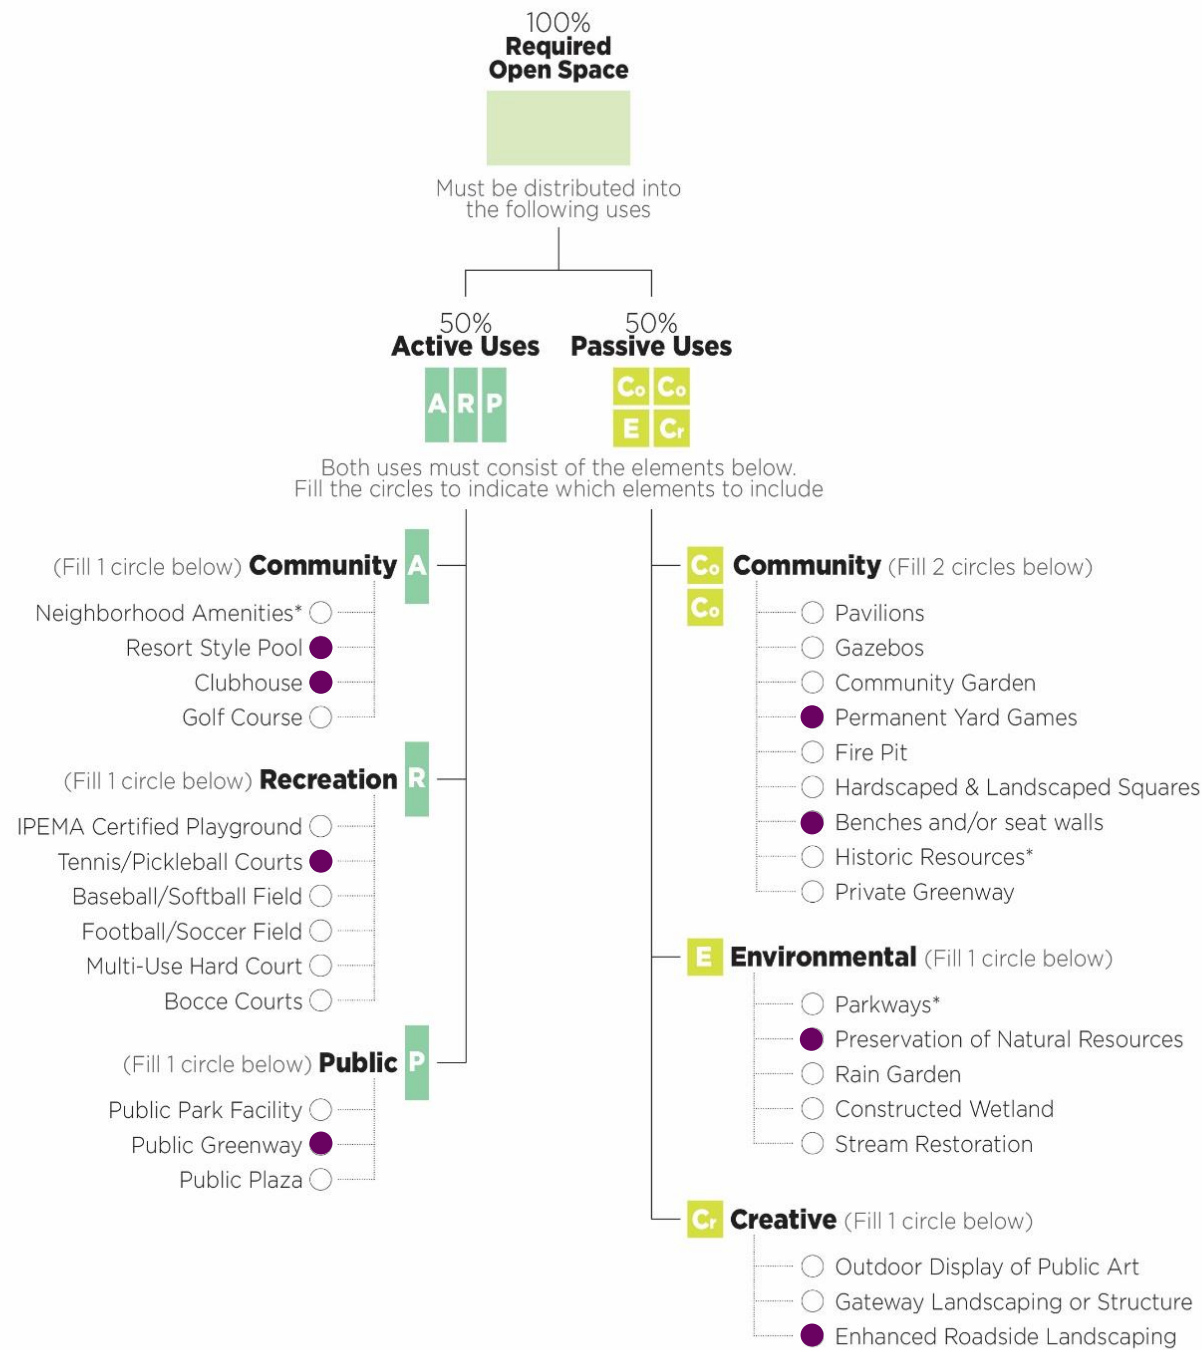 100%
Required
Open Space
Must be distributed into
the following uses
50%
Active Uses
A R P
50%
Passive Uses
Co Co
E Cr
Both uses must consist of the elements below.
Fill the circles to indicate which elements to include
(Fill 1 circle below) Community A
Neighborhood Amenities*
Resort Style Pool
Clubhouse
Golf Course
(Fill 1 circle below) Recreation R
IPEMA Certified Playground
Tennis/Pickleball Courts
Baseball/Softball Field
Football/Soccer Field
Multi-Use Hard Court
Bocce Courts
(Fill 1 circle below) Public P
Public Park Facility
Public Greenway
Public Plaza
Co Community (Fill 2 circles below)
Co
Pavilions
Gazebos
Community Garden
Permanent Yard Games
Fire Pit
Hardscaped & Landscaped Squares
Benches and/or seat walls
Historic Resources*
Private Greenway
E Environmental (Fill 1 circle below)
Parkways*
Preservation of Natural Resources
Rain Garden
Constructed Wetland
Stream Restoration
Cr Creative (Fill 1 circle below)
Outdoor Display of Public Art
Gateway Landscaping or Structure
Enhanced Roadside Landscaping